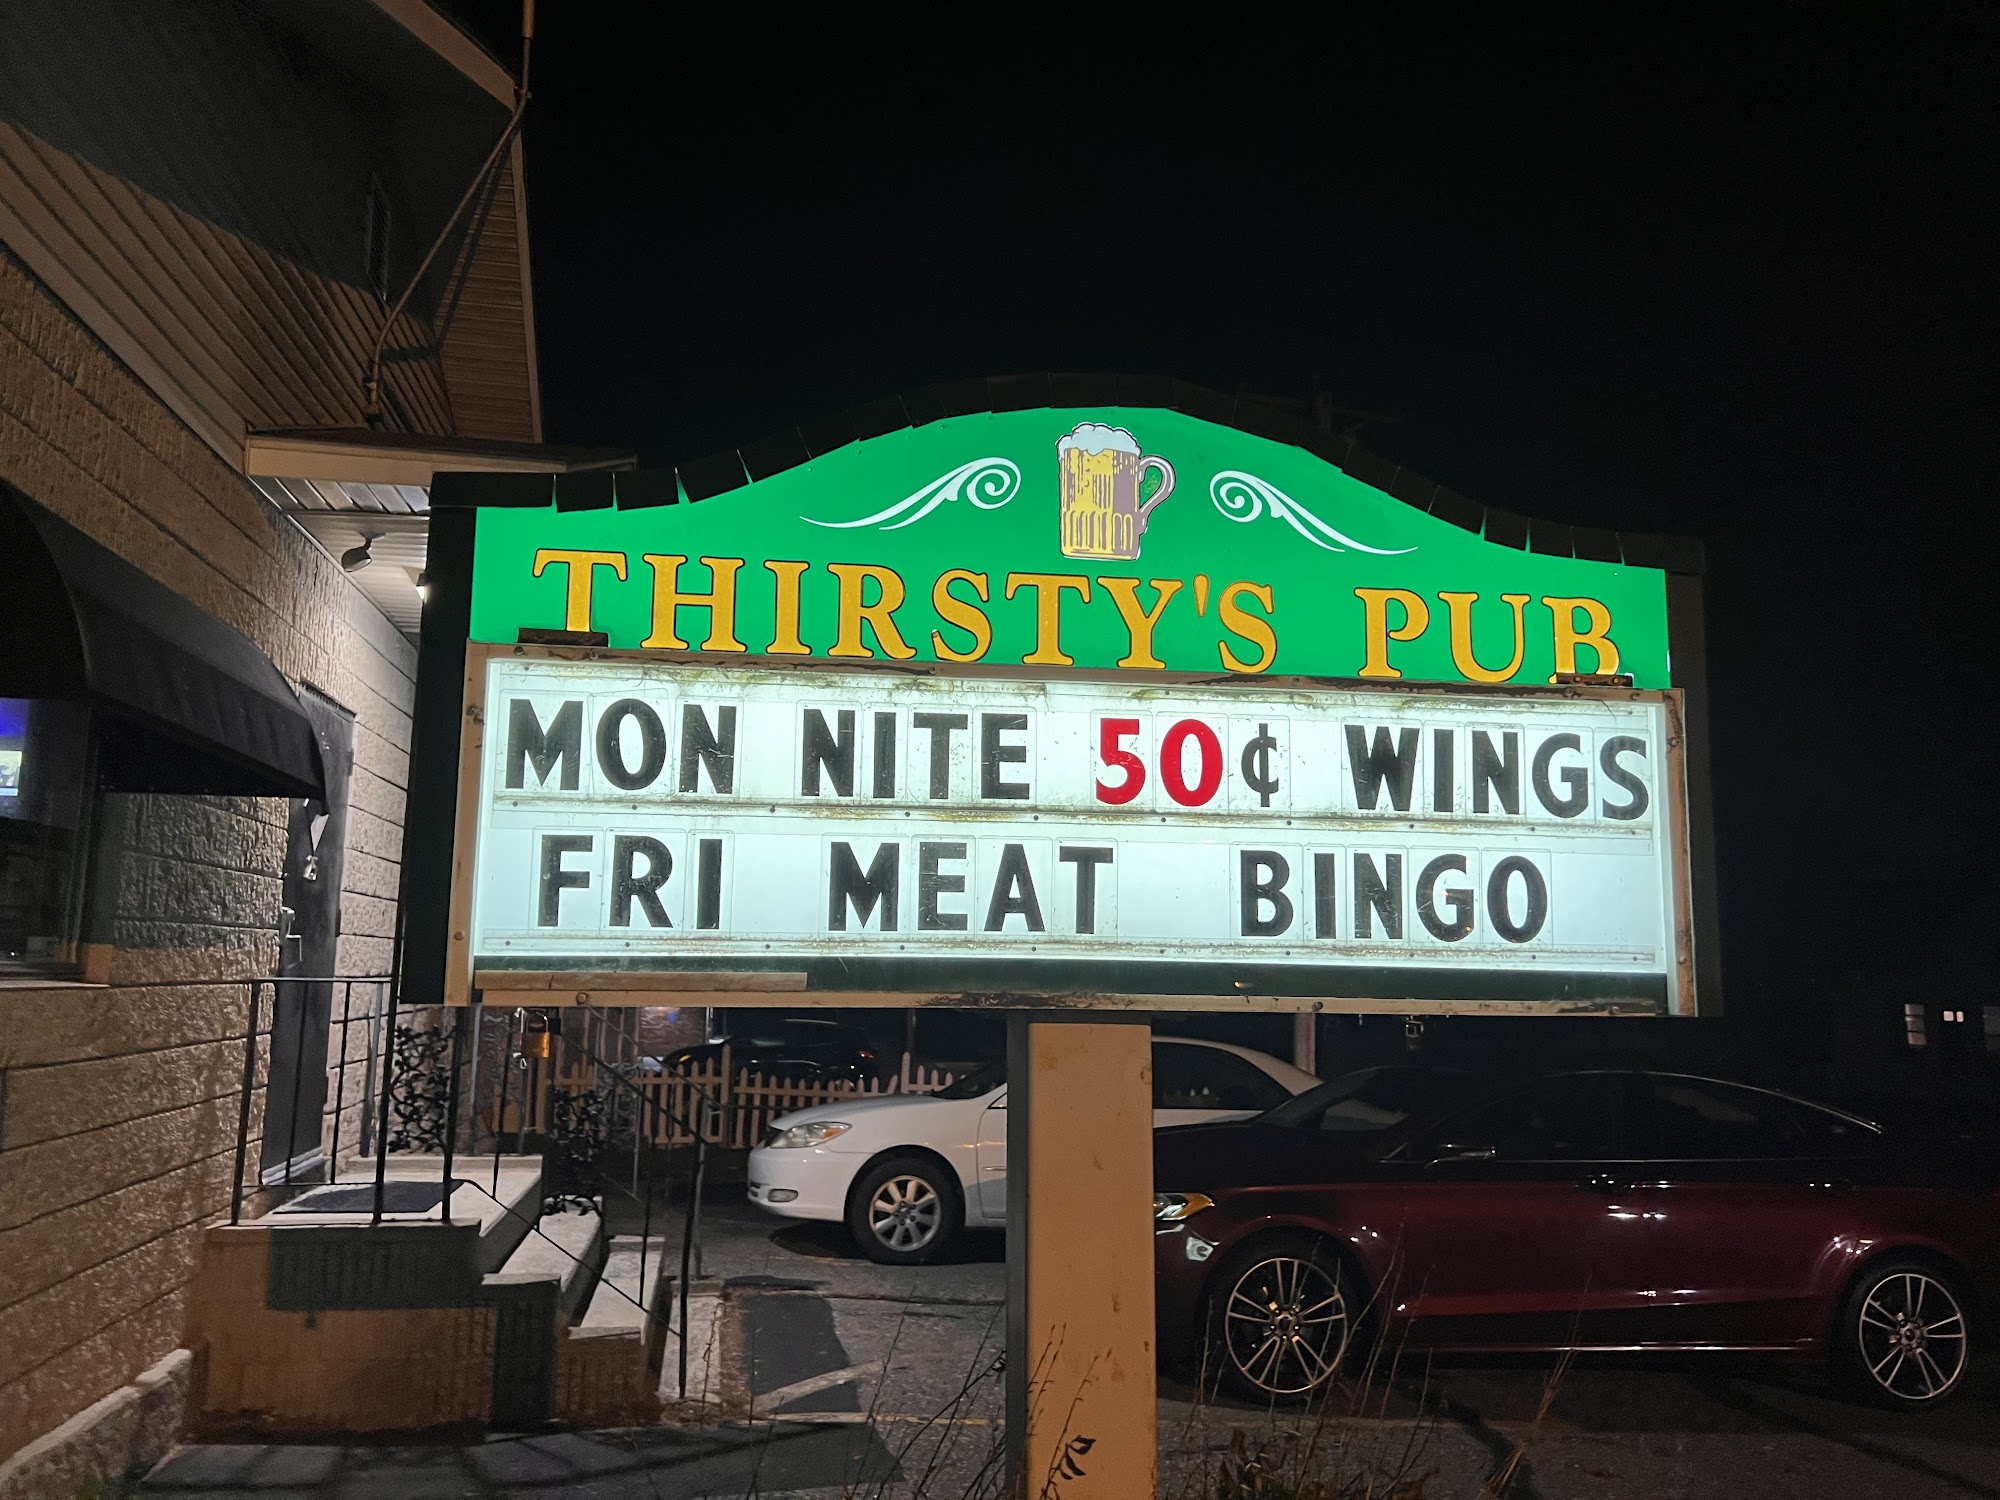 THIRSTY'S PUB
MON NITE 50¢ WINGS
FRI MEAT BINGO